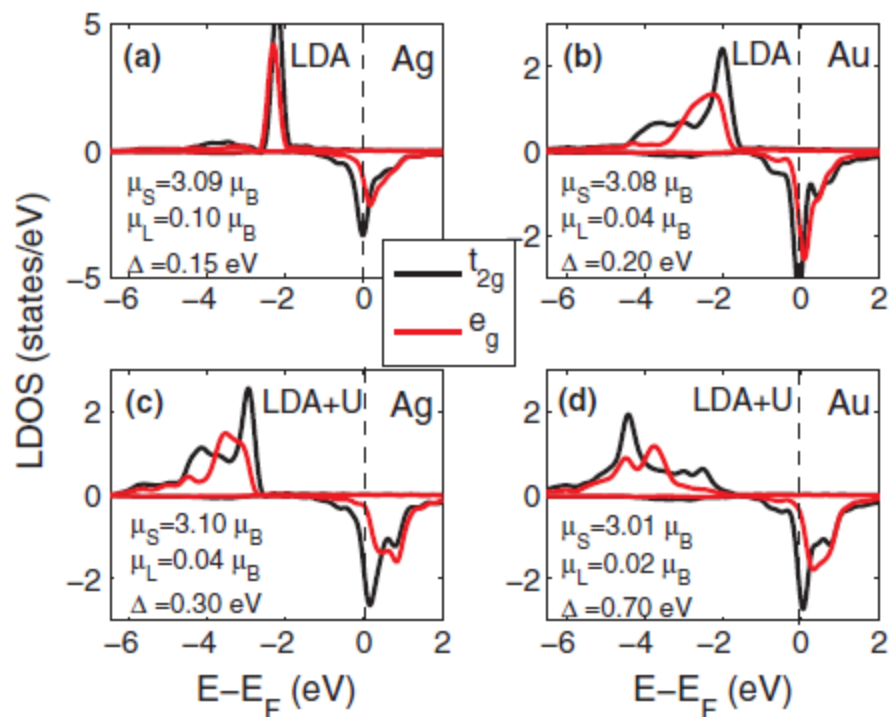 LDOS (states/eV)
(a) LDA Ag
5
0
−5
μS=3.09 μB
μL=0.10 μB
Δ =0.15 eV
−6 −4 −2 0 2
(b) LDA Au
2
0
−2
μS=3.08 μB
μL=0.04 μB
Δ =0.20 eV
−6 −4 −2 0 2
t2g
eg
(c) LDA+U Ag
2
0
−2
μS=3.10 μB
μL=0.04 μB
Δ =0.30 eV
−6 −4 −2 0 2
E−EF (eV)
(d) LDA+U Au
2
0
−2
μS=3.01 μB
μL=0.02 μB
Δ =0.70 eV
−6 −4 −2 0 2
E−EF (eV)